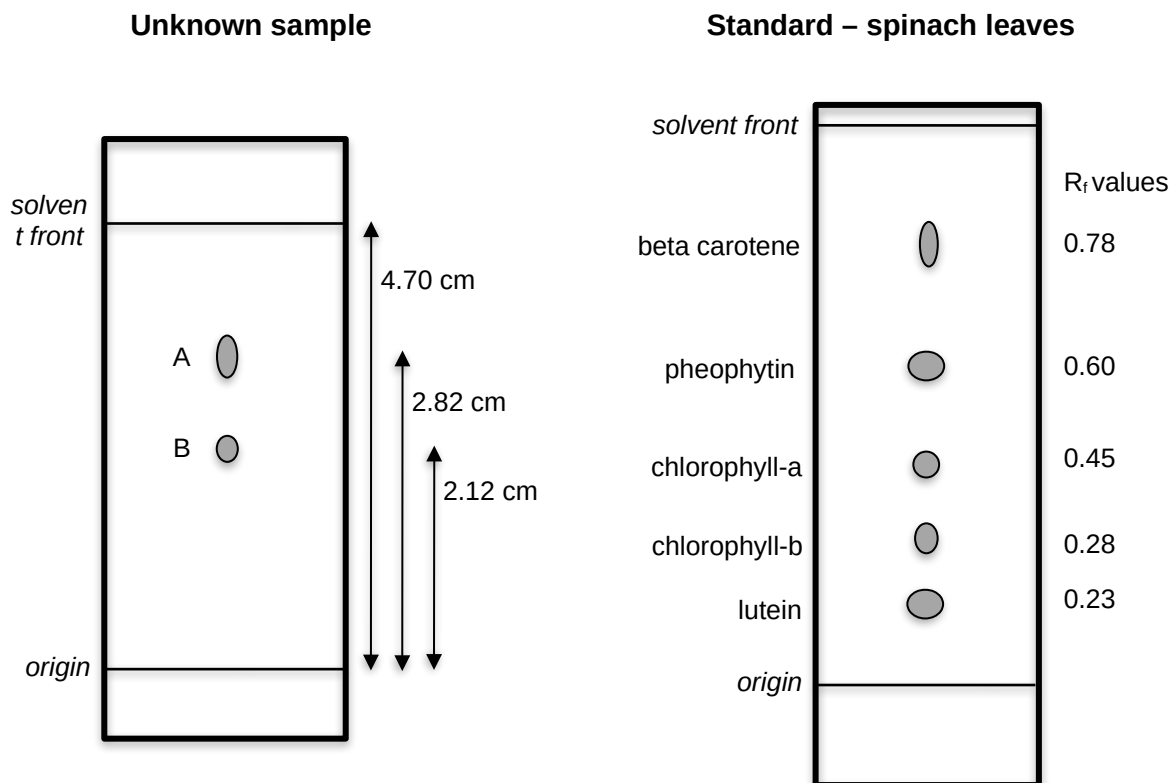 Unknown sample
solven
t front
4.70 cm
A
2.82 cm
B
2.12 cm
origin
Standard – spinach leaves
solvent front
Rf values
beta carotene
0.78
pheophytin
0.60
chlorophyll-a
0.45
chlorophyll-b
0.28
lutein
0.23
origin